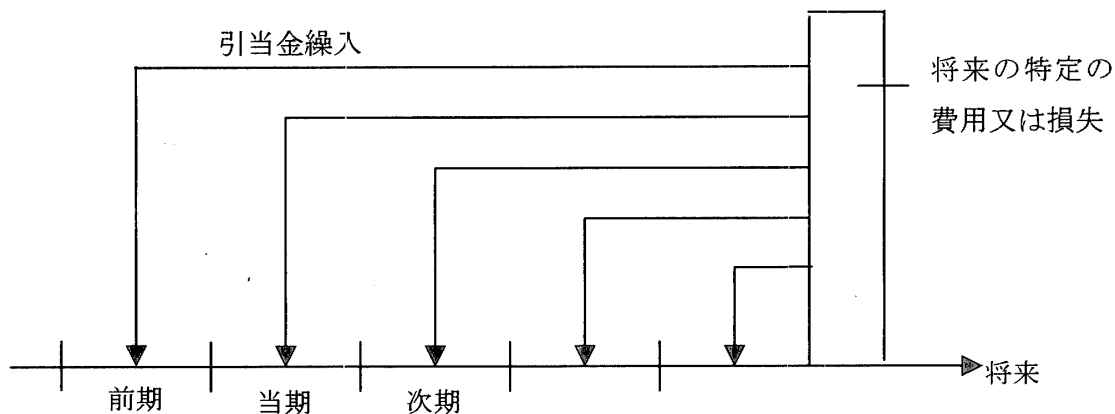 引当金繰入
将来の特定の
費用又は損失
将来
前期
当期
次期